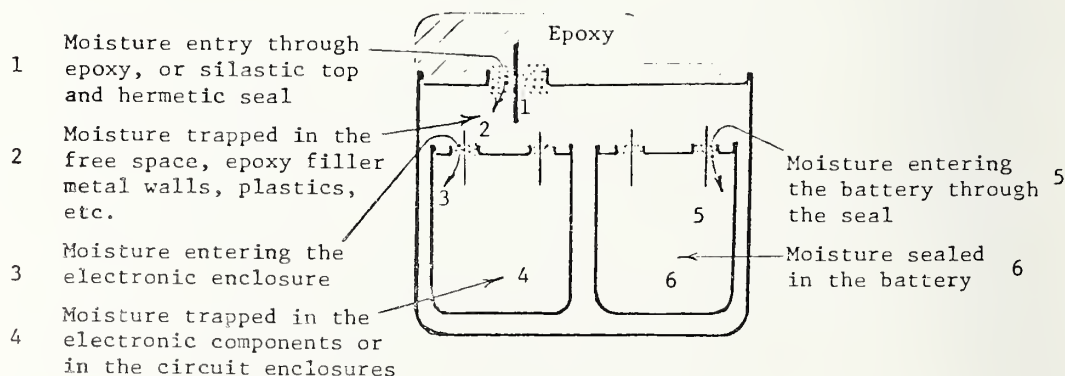 Epoxy
1 Moisture entry through
epoxy, or silastic top
and hermetic seal
2 Moisture trapped in the
free space, epoxy filler
metal walls, plastics,
etc.
3 Moisture entering the
electronic enclosure
4 Moisture trapped in the
electronic components or
in the circuit enclosures
1
2
3
4
5
6
Moisture entering 5
the battery through
the seal
Moisture sealed 6
in the battery